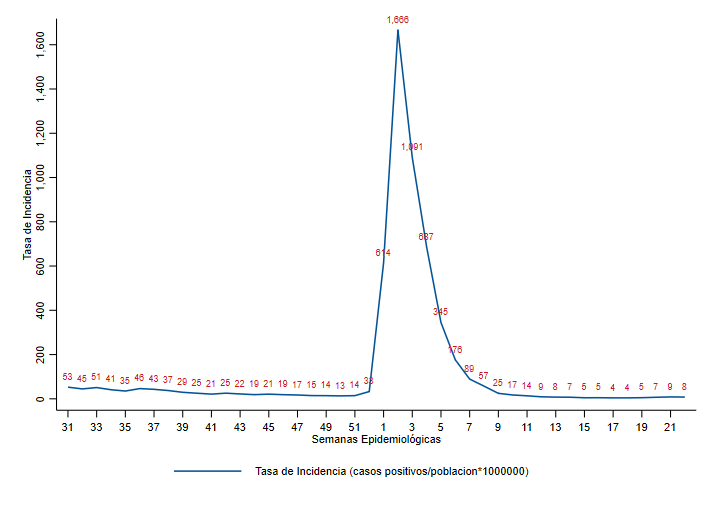 1,666
1,600
1,400
1,200
1,091
1,000
800
687
614
600
400
345
200
176
89
57
53 45 51 41 35 46 43 37 29 25 21 25 22 19 21 19 17 15 14 13 14 33
25 17 14 9 8 7 5 5 4 4 5 7 9 8
0
Tasa de Incidencia
31 33 35 37 39 41 43 45 47 49 51 1 3 5 7 9 11 13 15 17 19 21
Semanas Epidemiológicas
Tasa de Incidencia (casos positivos/poblacion*1000000)